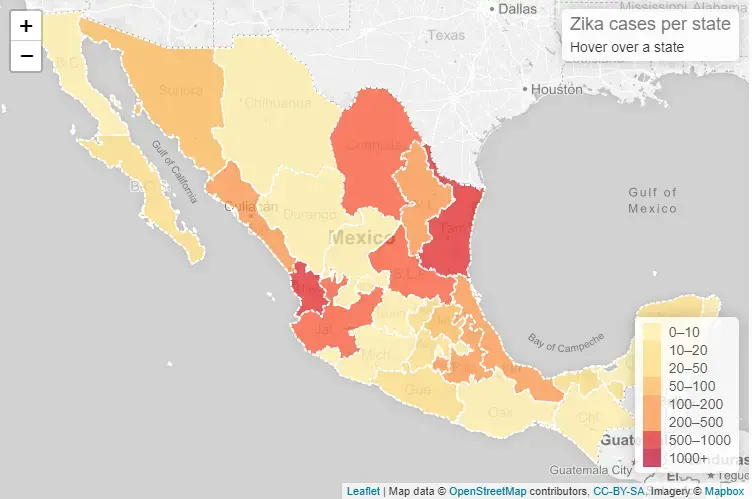 +
−
Zika cases per state
Hover over a state
Dallas
Mississippi
Alabama
Texas
Houston
B.C.
Sonora
Chihuahua
Coahuila
Gulf of California
B.C.S.
Culiacán
Durango
N.L.
Tam.
Gulf of
Mexico
Mexico
S.L.P.
Nay.
Jal.
Mich.
Gue.
Oax.
Bay of Campeche
0–10
10–20
20–50
50–100
100–200
200–500
500–1000
1000+
Guatemala City
Leaflet | Map data © OpenStreetMap contributors, CC-BY-SA, Imagery © Mapbox